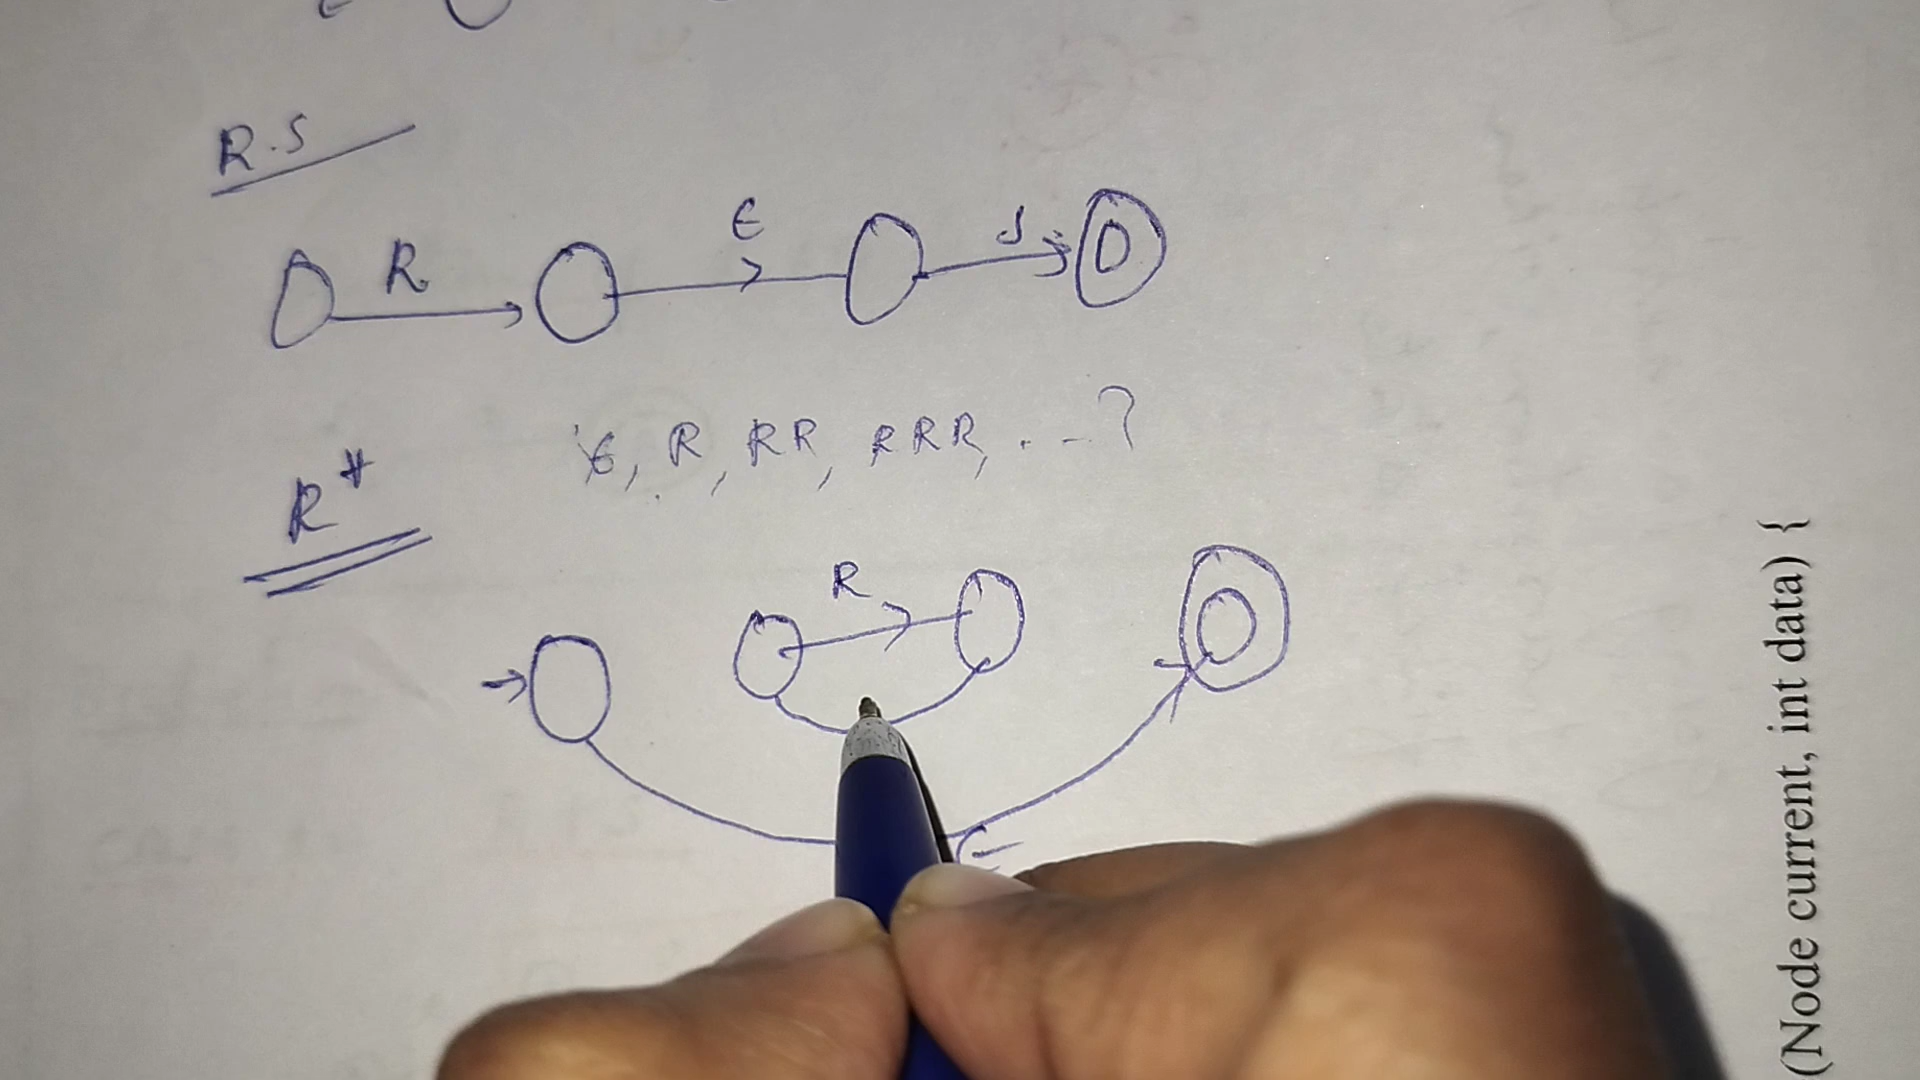 R.S
R ϵ S
ϵ, R, RR, RRR, ...}
R*
R
ϵ
(Node current, int data) {